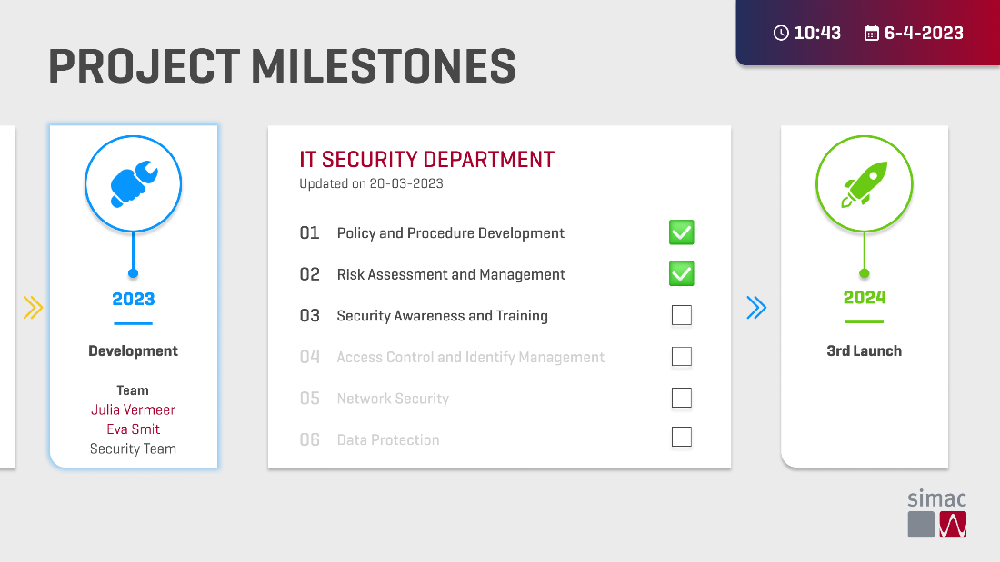 10:43 6-4-2023
PROJECT MILESTONES
2023
Development
Team
Julia Vermeer
Eva Smit
Security Team
IT SECURITY DEPARTMENT
Updated on 20-03-2023
01 Policy and Procedure Development
02 Risk Assessment and Management
03 Security Awareness and Training
04 Access Control and Identify Management
05 Network Security
06 Data Protection
2024
3rd Launch
simac